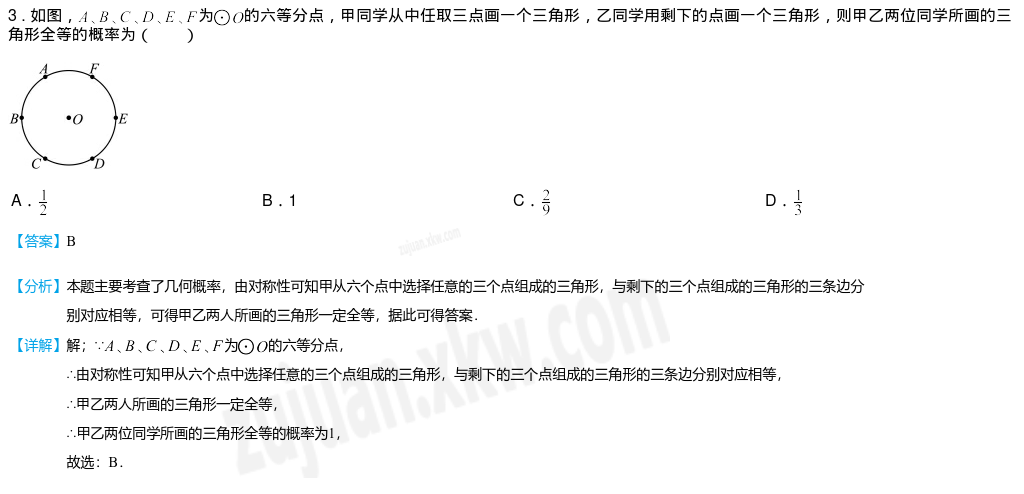 3．如图，A、B、C、D、E、F为⊙O的六等分点，甲同学从中任取三点画一个三角形，乙同学用剩下的点画一个三角形，则甲乙两位同学所画的三
角形全等的概率为（　　）
A F
B O E
C D
A．1/2 B．1 C．2/9 D．1/3
【答案】B
zujuan.xkw.com
【分析】本题主要考查了几何概率，由对称性可知甲从六个点中选择任意的三个点组成的三角形，与剩下的三个点组成的三角形的三条边分
别对应相等，可得甲乙两人所画的三角形一定全等，据此可得答案．
【详解】解；∵A、B、C、D、E、F为⊙O的六等分点，
∴由对称性可知甲从六个点中选择任意的三个点组成的三角形，与剩下的三个点组成的三角形的三条边分别对应相等，
∴甲乙两人所画的三角形一定全等，
∴甲乙两位同学所画的三角形全等的概率为1，
故选：B．
zujuan.xkw.com